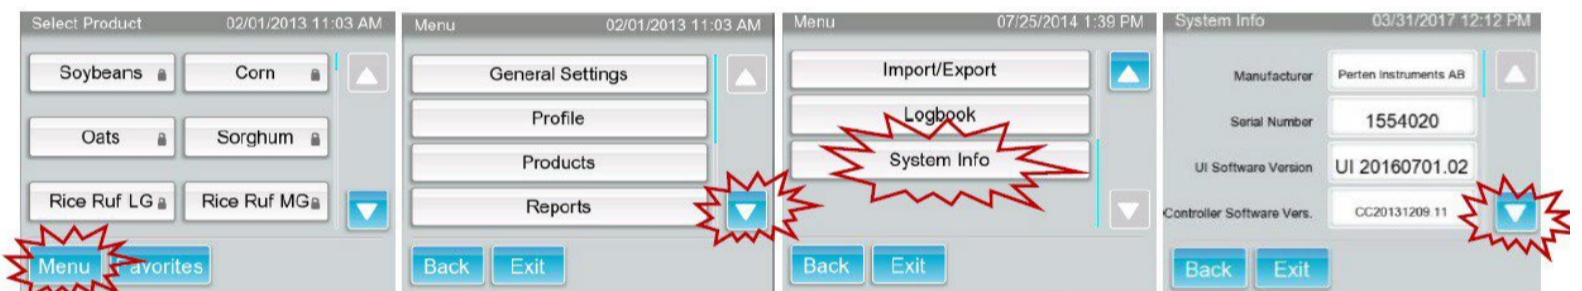 Select Product 02/01/2013 11:03 AM
Soybeans Corn
Oats Sorghum
Rice Ruf LG Rice Ruf MG
Menu Favorites
Menu 02/01/2013 11:03 AM
General Settings
Profile
Products
Reports
Back Exit
Menu 07/25/2014 1:39 PM
Import/Export
Logbook
System Info
Back Exit
System Info 03/31/2017 12:12 PM
Manufacturer Perten Instruments AB
Serial Number 1554020
UI Software Version UI 20160701.02
Controller Software Vers. CC20131209.11
Back Exit